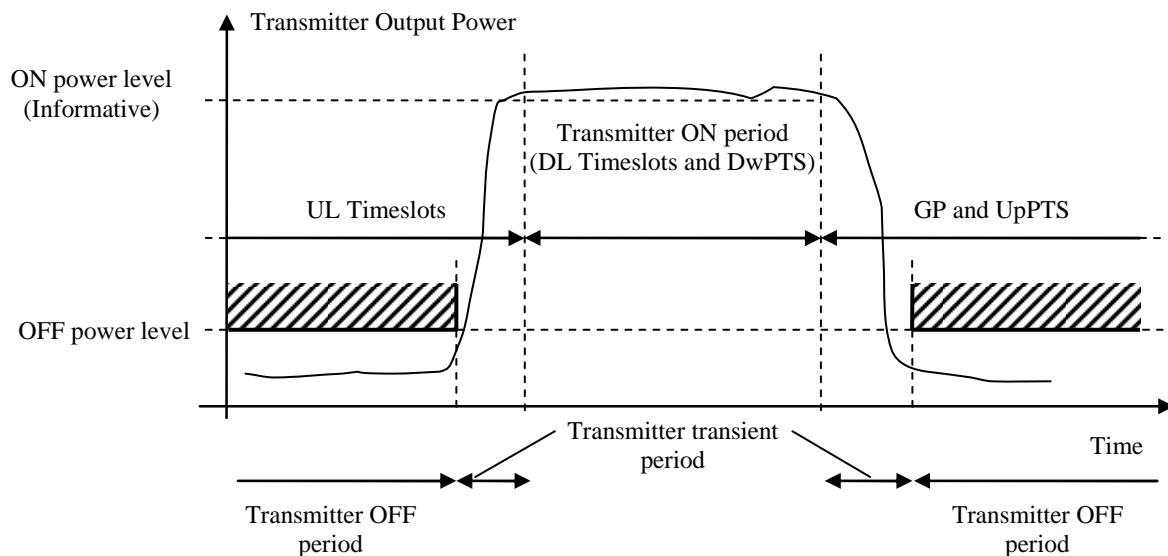 Transmitter Output Power
ON power level
(Informative)
Transmitter ON period
(DL Timeslots and DwPTS)
UL Timeslots
GP and UpPTS
OFF power level
Transmitter transient
period
Time
Transmitter OFF
period
Transmitter OFF
period